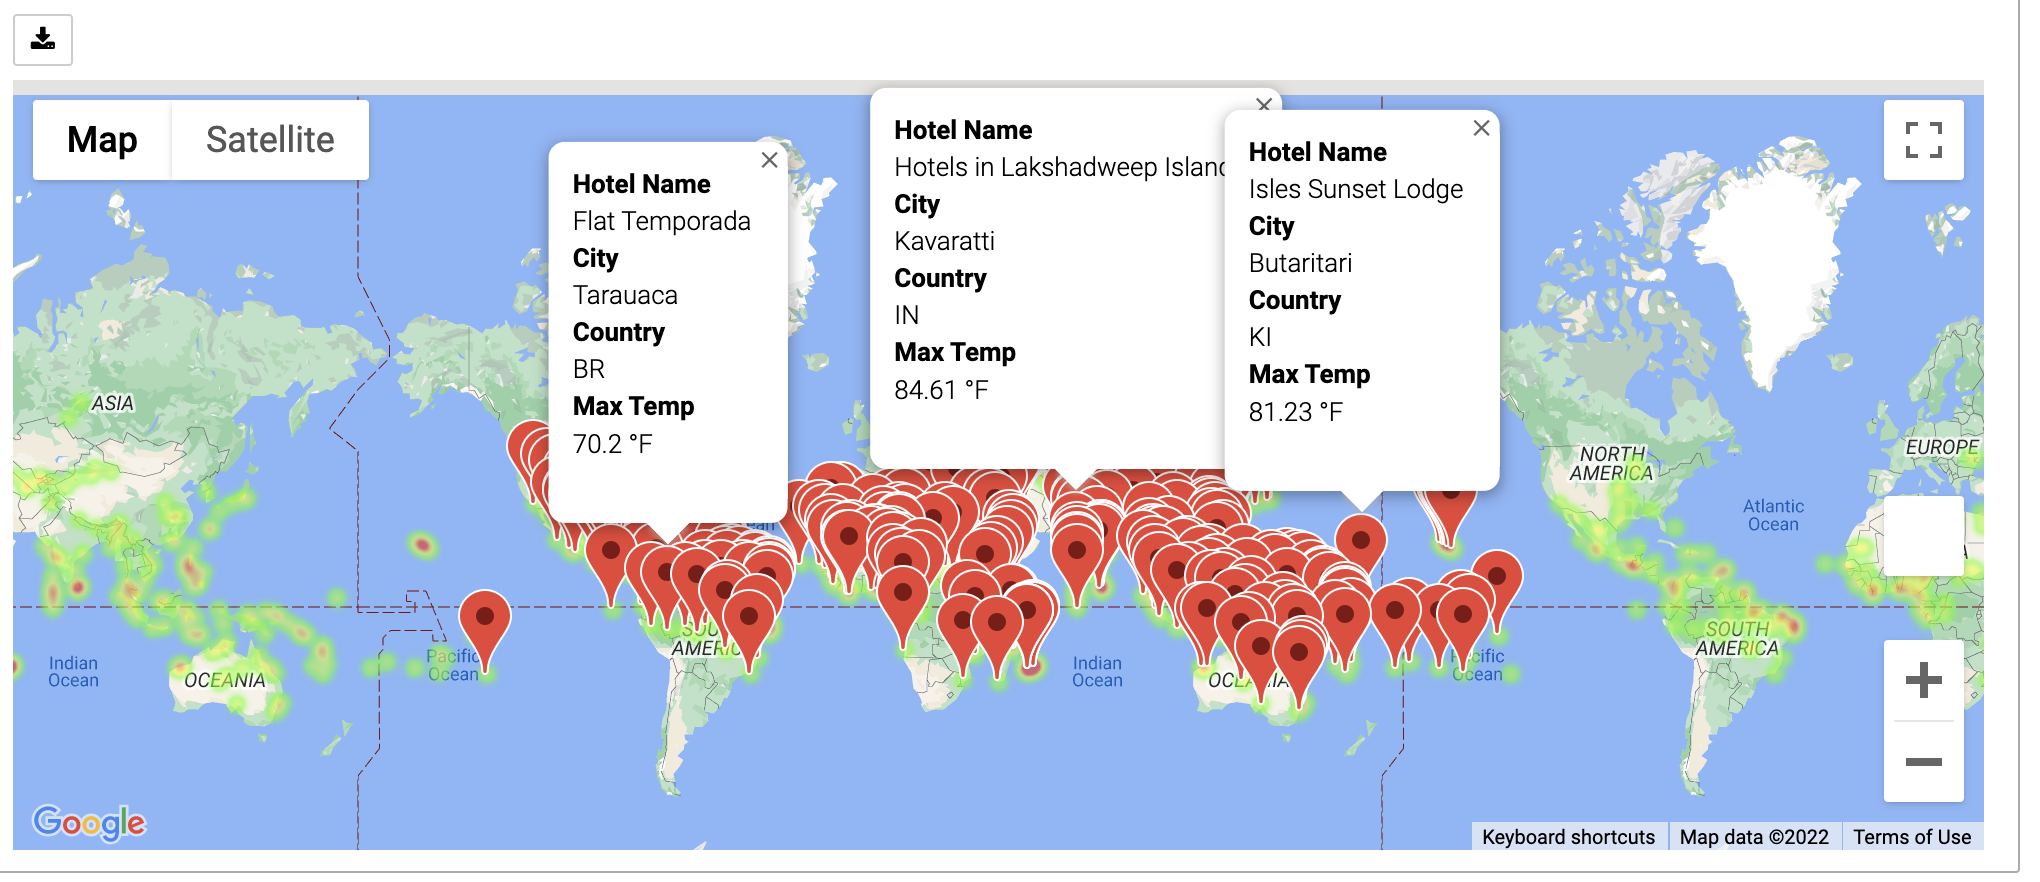 Map
Satellite
Hotel Name
Flat Temporada
City
Tarauaca
Country
BR
Max Temp
70.2 °F
Hotel Name
Hotels in Lakshadweep Island
City
Kavaratti
Country
IN
Max Temp
84.61 °F
Hotel Name
Isles Sunset Lodge
City
Butaritari
Country
KI
Max Temp
81.23 °F
ASIA
NORTH
AMERICA
EUROPE
Atlantic
Ocean
Indian
Ocean
OCEANIA
Pacific
Ocean
SOUTH
AMERICA
Indian
Ocean
OCEANIA
Pacific
Ocean
SOUTH
AMERICA
Google
Keyboard shortcuts
Map data ©2022
Terms of Use